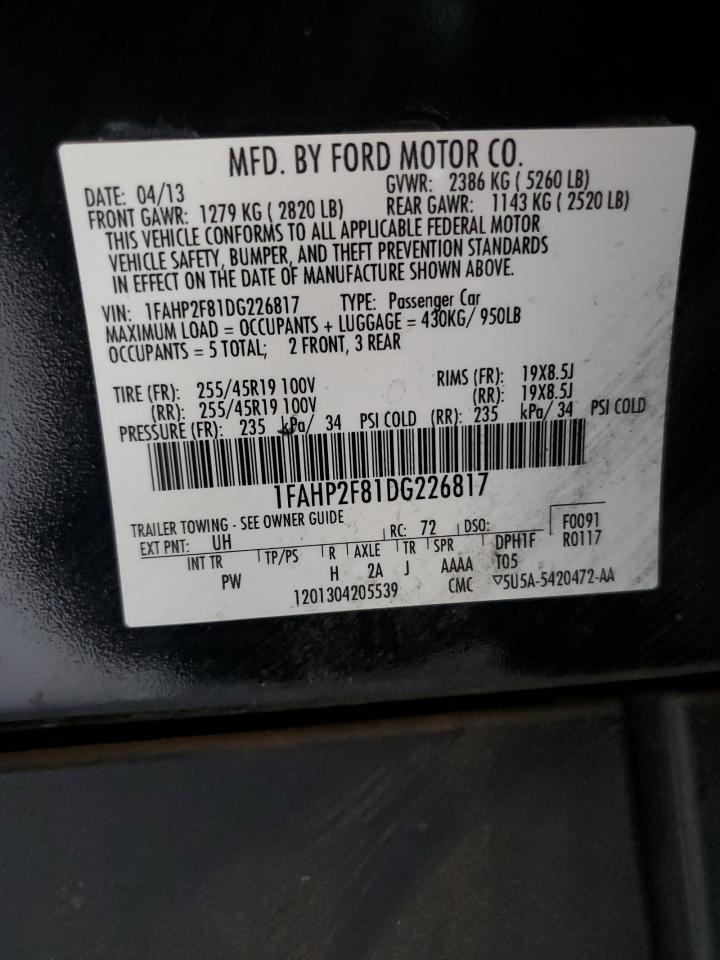 MFD. BY FORD MOTOR CO.
DATE: 04/13 GVWR: 2386 KG ( 5260 LB)
FRONT GAWR: 1279 KG ( 2820 LB) REAR GAWR: 1143 KG ( 2520 LB)
THIS VEHICLE CONFORMS TO ALL APPLICABLE FEDERAL MOTOR
VEHICLE SAFETY, BUMPER, AND THEFT PREVENTION STANDARDS
IN EFFECT ON THE DATE OF MANUFACTURE SHOWN ABOVE.
VIN: 1FAHP2F81DG226817 TYPE: Passenger Car
MAXIMUM LOAD = OCCUPANTS + LUGGAGE = 430KG/ 950LB
OCCUPANTS = 5 TOTAL; 2 FRONT, 3 REAR
TIRE (FR): 255/45R19 100V RIMS (FR): 19X8.5J
(RR): 255/45R19 100V (RR): 19X8.5J
PRESSURE (FR): 235 kPa/ 34 PSI COLD (RR): 235 kPa/ 34 PSI COLD
1FAHP2F81DG226817
TRAILER TOWING - SEE OWNER GUIDE
EXT PNT: UH RC: 72 DSO: F0091
INT TR TP/PS R AXLE TR SPR DPH1F R0117
PW H 2A J AAAA T05
1201304205539 CMC ▽5U5A-5420472-AA